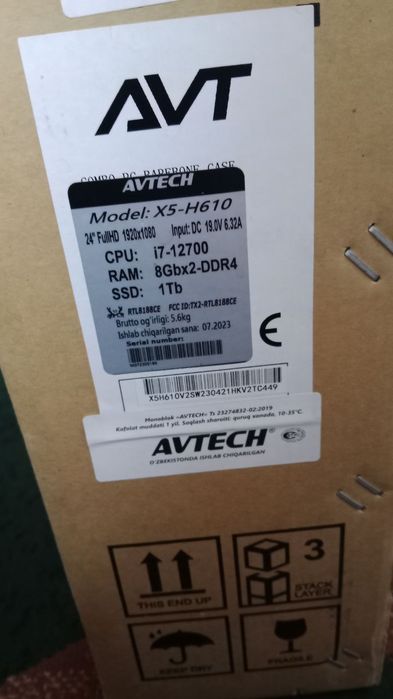 AVT
COMBO PC BAREBONE CASE
AVTECH
Model: X5-H610
24" FullHD 1920x1080 Input: DC 19.0V 6.32A
CPU: i7-12700
RAM: 8Gbx2-DDR4
SSD: 1Tb
RTL8188CE FCC ID:TX2-RTL8188CE
Brutto og'irligi: 5.6kg
Ishlab chiqarilgan sana: 07.2023
Serial number:
CE
X5H610V2SW230421HKV2TC449
Monoblok «AVTECH» Ts 23274832-02:2019
Kafolat muddati 1 yil. Saqlash sharoiti: quruq xonada, 10-35°C.
AVTECH®
O'ZBEKISTONDA ISHLAB CHIQARILGAN
3
THIS END UP
STACK
LAYER
KEEP DRY
FRAGILE